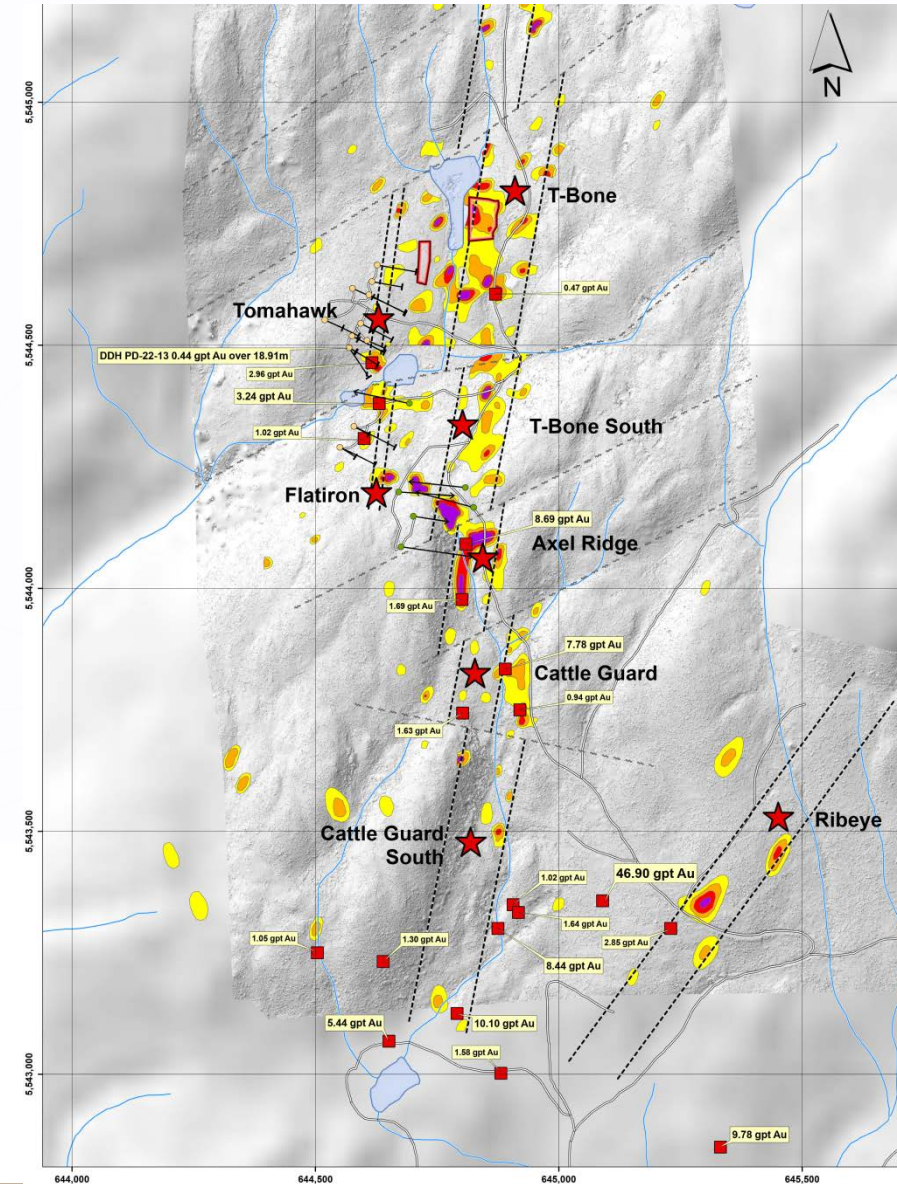 N
5,545,000
T-Bone
0.47 gpt Au
Tomahawk
DDH PD-22-13 0.44 gpt Au over 18.91m
5,544,500
2.96 gpt Au
3.24 gpt Au
1.02 gpt Au
T-Bone South
Flatiron
8.69 gpt Au
Axel Ridge
5,544,000
1.69 gpt Au
7.78 gpt Au
Cattle Guard
0.94 gpt Au
1.63 gpt Au
5,543,500
Cattle Guard
South
Ribeye
46.90 gpt Au
1.02 gpt Au
1.64 gpt Au
2.85 gpt Au
1.05 gpt Au
1.30 gpt Au
8.44 gpt Au
5.44 gpt Au
10.10 gpt Au
1.58 gpt Au
5,543,000
9.78 gpt Au
644,000
644,500
645,000
645,500